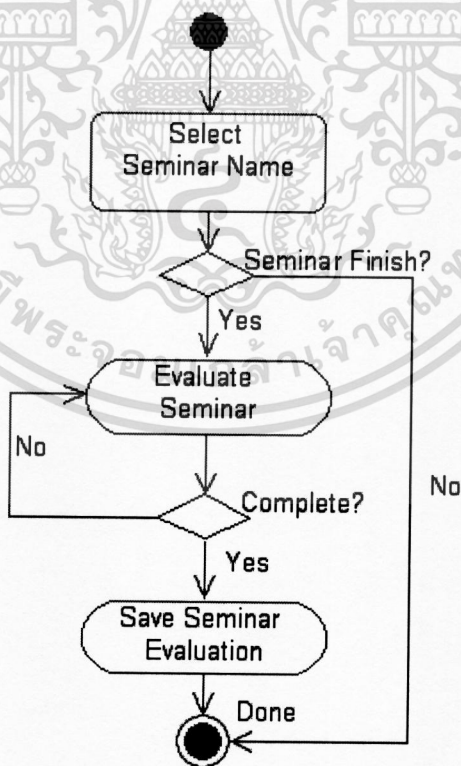 Select
Seminar Name
Seminar Finish?
Yes
Evaluate
Seminar
No
No
Complete?
Yes
Save Seminar
Evaluation
Done